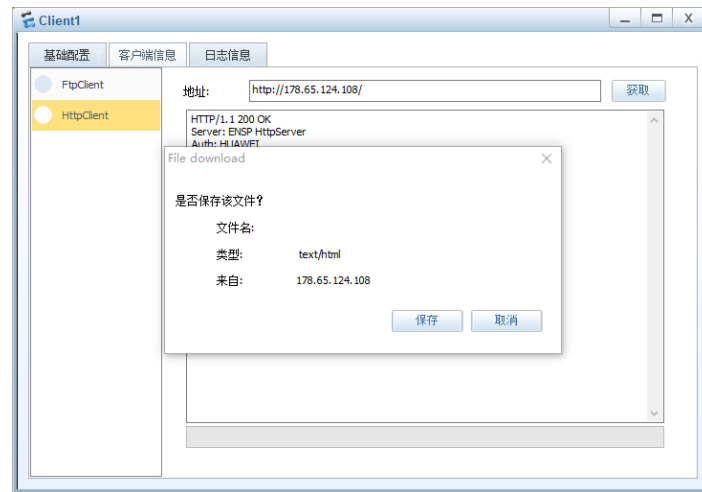 Client1
基础配置 客户端信息 日志信息
FtpClient
HttpClient
地址: http://178.65.124.108/ 获取
HTTP/1.1 200 OK
Server: ENSP HttpServer
Auth: HUAWEI
File download
是否保存该文件?
文件名:
类型: text/html
来自: 178.65.124.108
保存 取消